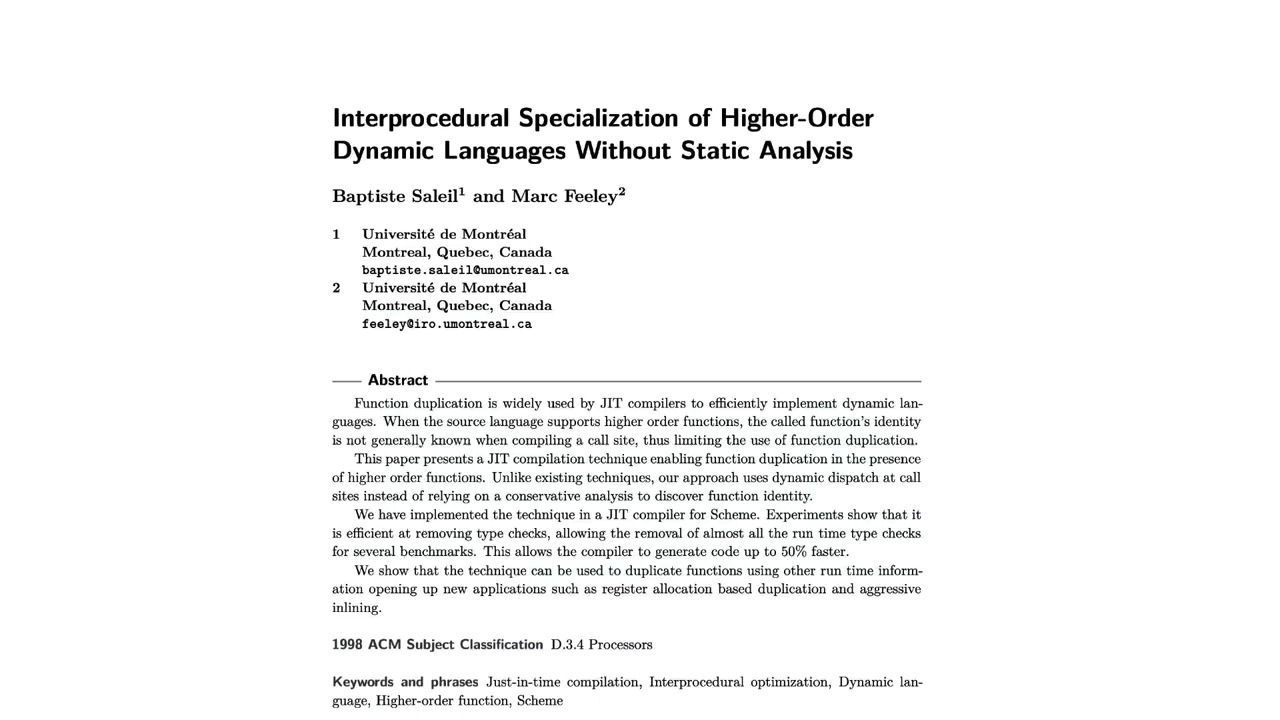 Interprocedural Specialization of Higher-Order
Dynamic Languages Without Static Analysis
Baptiste Saleil¹ and Marc Feeley²
1 Université de Montréal
Montreal, Quebec, Canada
baptiste.saleil@umontreal.ca
2 Université de Montréal
Montreal, Quebec, Canada
feeley@iro.umontreal.ca
Abstract
Function duplication is widely used by JIT compilers to efficiently implement dynamic lan-
guages. When the source language supports higher order functions, the called function's identity
is not generally known when compiling a call site, thus limiting the use of function duplication.
This paper presents a JIT compilation technique enabling function duplication in the presence
of higher order functions. Unlike existing techniques, our approach uses dynamic dispatch at call
sites instead of relying on a conservative analysis to discover function identity.
We have implemented the technique in a JIT compiler for Scheme. Experiments show that it
is efficient at removing type checks, allowing the removal of almost all the run time type checks
for several benchmarks. This allows the compiler to generate code up to 50% faster.
We show that the technique can be used to duplicate functions using other run time inform-
ation opening up new applications such as register allocation based duplication and aggressive
inlining.
1998 ACM Subject Classification D.3.4 Processors
Keywords and phrases Just-in-time compilation, Interprocedural optimization, Dynamic lan-
guage, Higher-order function, Scheme